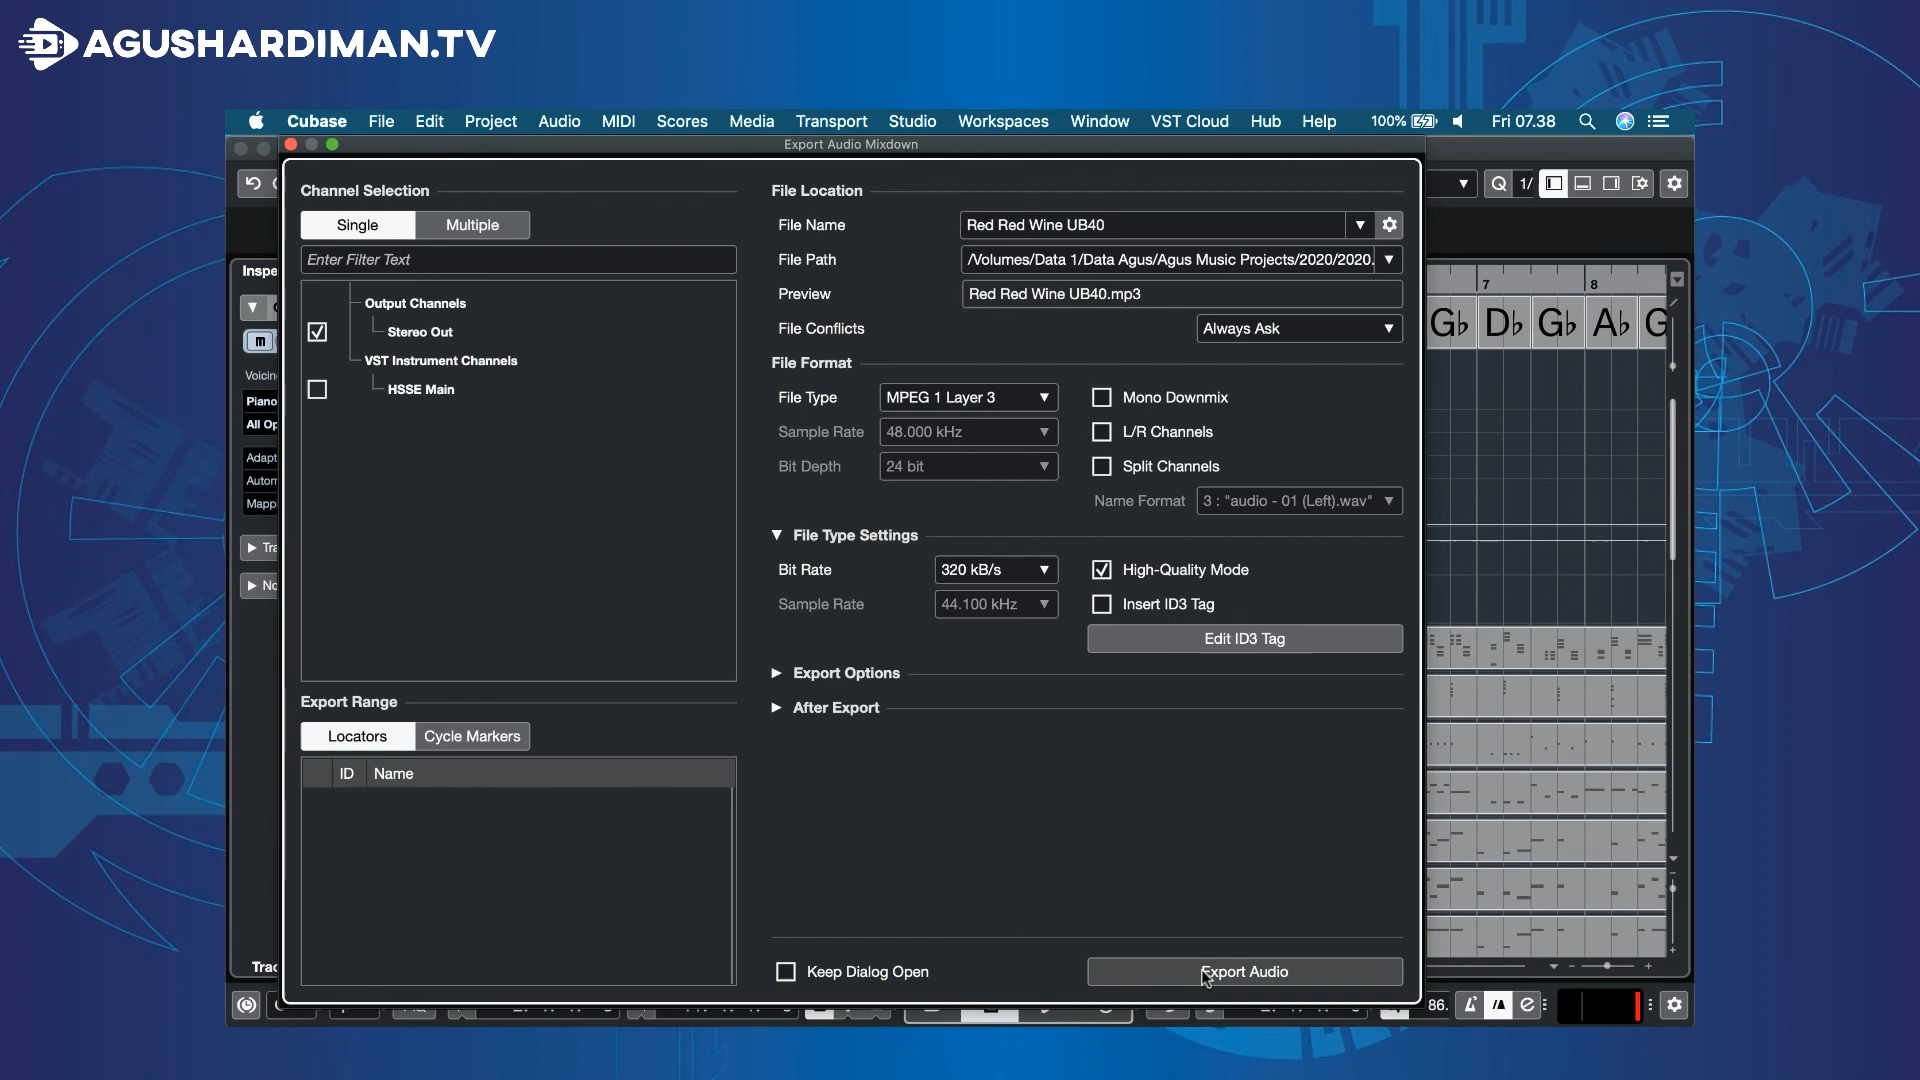 AGUSHARDIMAN.TV
Cubase File Edit Project Audio MIDI Scores Media Transport Studio Workspaces Window VST Cloud Hub Help 100% Fri 07.38
Export Audio Mixdown
Channel Selection
Single Multiple
Enter Filter Text
Output Channels
Stereo Out
VST Instrument Channels
HSSE Main
Export Range
Locators Cycle Markers
ID Name
File Location
File Name Red Red Wine UB40
File Path /Volumes/Data 1/Data Agus/Agus Music Projects/2020/2020.
Preview Red Red Wine UB40.mp3
File Conflicts Always Ask
File Format
File Type MPEG 1 Layer 3 Mono Downmix
Sample Rate 48.000 kHz L/R Channels
Bit Depth 24 bit Split Channels
Name Format 3 : "audio - 01 (Left).wav"
File Type Settings
Bit Rate 320 kB/s High-Quality Mode
Sample Rate 44.100 kHz Insert ID3 Tag
Edit ID3 Tag
Export Options
After Export
Keep Dialog Open Export Audio
Inspe
m
Voicin
Piano
All Op
Adapt
Autom
Mapp
Tra
No
Trac
Q 1/
7 8
G♭ D♭ G♭ A♭ G
86.